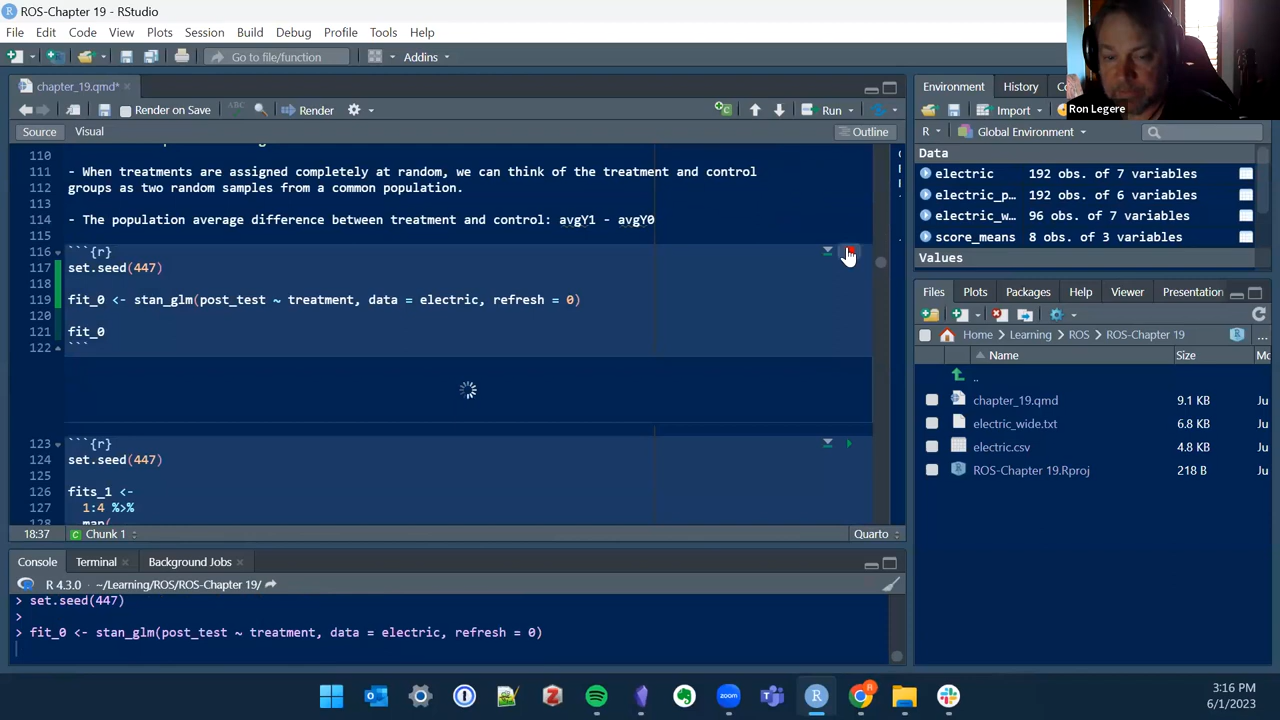 ROS-Chapter 19 - RStudio
File Edit Code View Plots Session Build Debug Profile Tools Help
Go to file/function
Addins
Ron Legere
chapter_19.qmd*
Render on Save
ABC
Render
Run
Source Visual
Outline
110
111 - When treatments are assigned completely at random, we can think of the treatment and control
112 groups as two random samples from a common population.
113
114 - The population average difference between treatment and control: avgY1 - avgY0
115
116 ```{r}
117 set.seed(447)
118
119 fit_0 <- stan_glm(post_test ~ treatment, data = electric, refresh = 0)
120
121 fit_0
122 ```
123 ```{r}
124 set.seed(447)
125
126 fits_1 <-
127 1:4 %>%
128 map(
18:37 Chunk 1 Quarto
Console Terminal Background Jobs
R 4.3.0 · ~/Learning/ROS/ROS-Chapter 19/
> set.seed(447)
>
> fit_0 <- stan_glm(post_test ~ treatment, data = electric, refresh = 0)
Environment History
Import
R Global Environment
Data
electric 192 obs. of 7 variables
electric_p… 192 obs. of 6 variables
electric_w… 96 obs. of 7 variables
score_means 8 obs. of 3 variables
Values
Files Plots Packages Help Viewer Presentation
Home Learning ROS ROS-Chapter 19 ...
Name Size
..
chapter_19.qmd 9.1 KB Ju
electric_wide.txt 6.8 KB Ju
electric.csv 4.8 KB Ju
ROS-Chapter 19.Rproj 218 B Ju
zoom
3:16 PM
6/1/2023